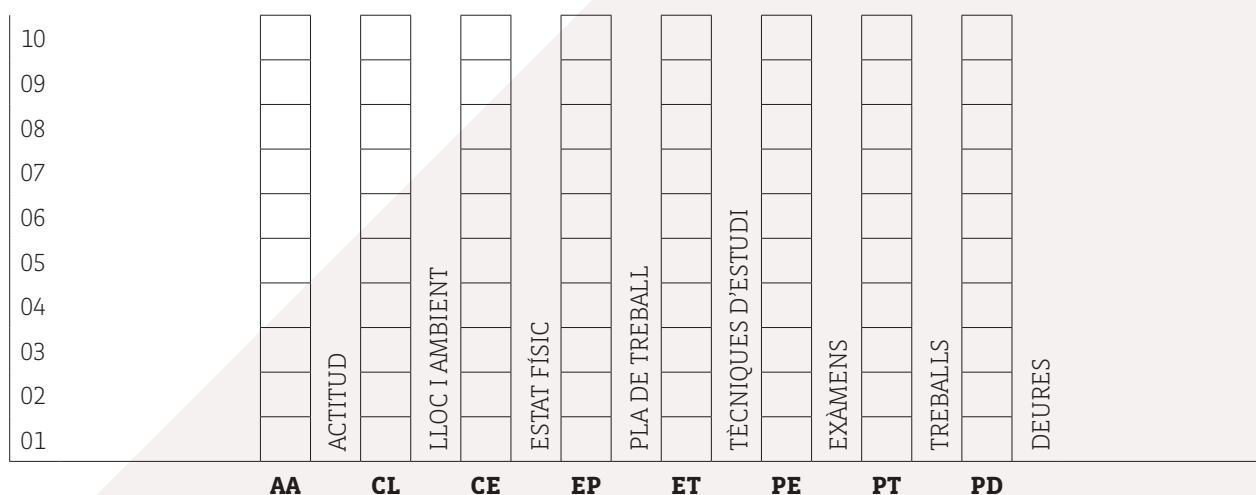 10
09
08
07
06
05
04
03
02
01
ACTITUD
LLOC I AMBIENT
ESTAT FÍSIC
PLA DE TREBALL
TÈCNIQUES D'ESTUDI
EXÀMENS
TREBALLS
DEURES
AA CL CE EP ET PE PT PD